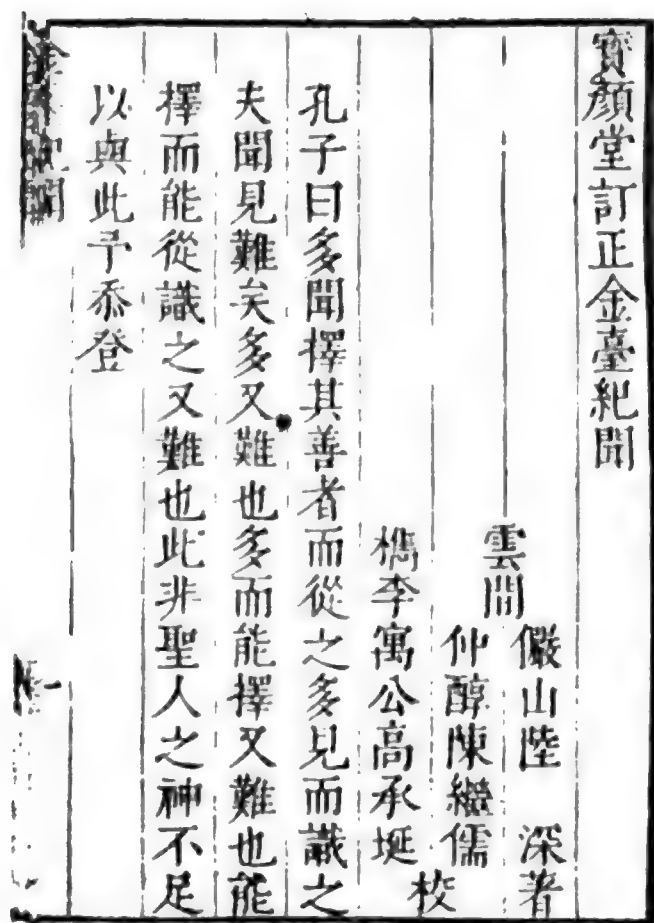 寶顏堂訂正金臺紀聞
雲間
儼山陸　深著
仲醇陳繼儒
檇李寓公高承埏
校
孔子曰多聞擇其善者而從之多見而識之
夫聞見難矣多又難也多而能擇又難也能
擇而能從識之又難也此非聖人之神不足
以與此予忝登